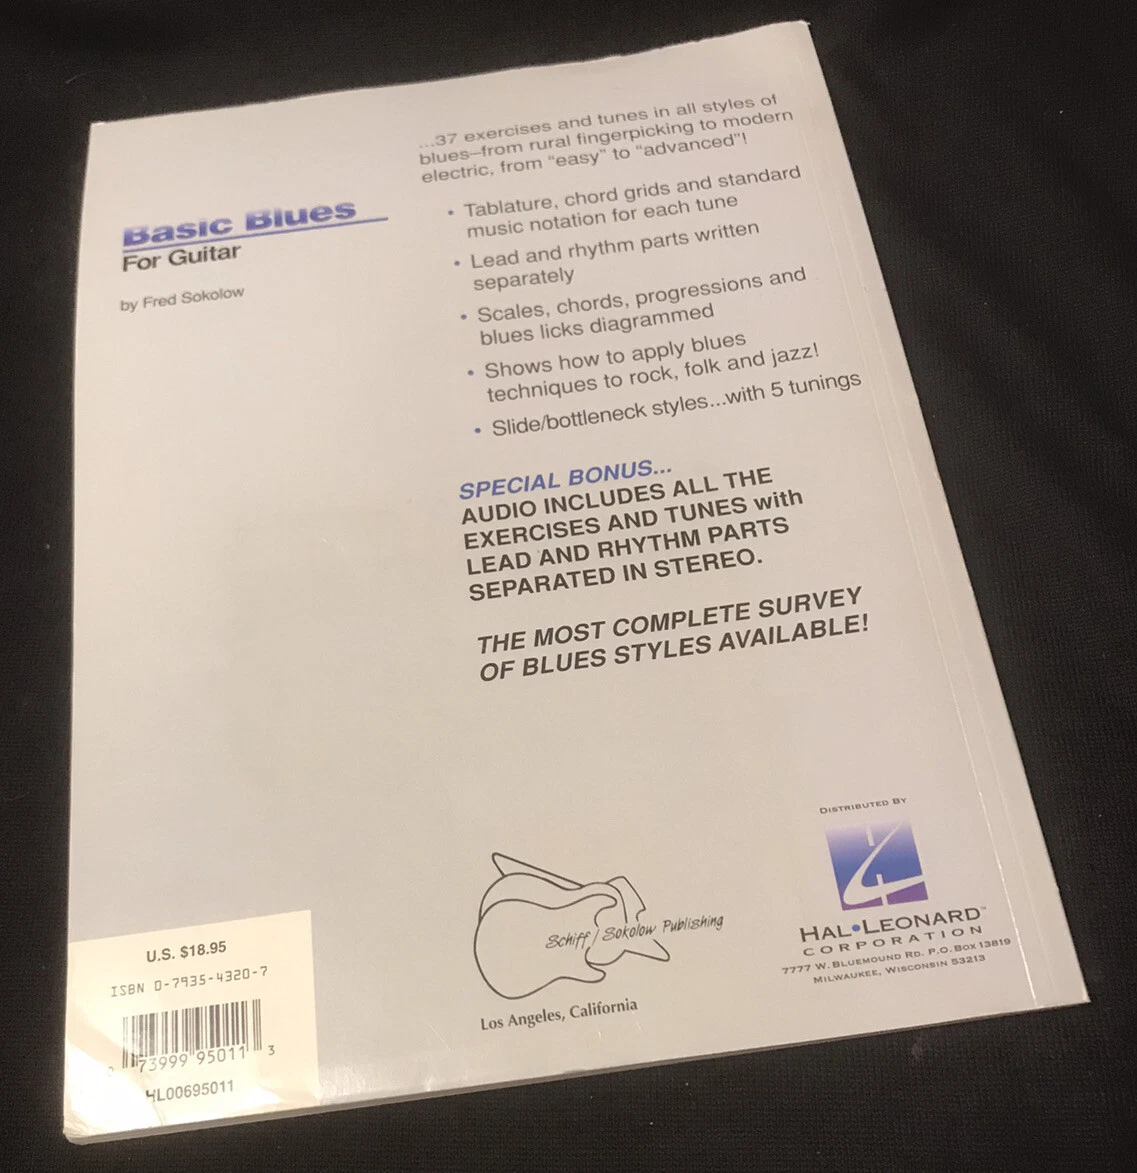 Basic Blues
For Guitar
by Fred Sokolow
...37 exercises and tunes in all styles of
blues–from rural fingerpicking to modern
electric, from “easy” to “advanced”!
• Tablature, chord grids and standard
music notation for each tune
• Lead and rhythm parts written
separately
• Scales, chords, progressions and
blues licks diagrammed
• Shows how to apply blues
techniques to rock, folk and jazz!
• Slide/bottleneck styles...with 5 tunings
SPECIAL BONUS...
AUDIO INCLUDES ALL THE
EXERCISES AND TUNES with
LEAD AND RHYTHM PARTS
SEPARATED IN STEREO.
THE MOST COMPLETE SURVEY
OF BLUES STYLES AVAILABLE!
U.S. $18.95
ISBN 0-7935-4320-7
0 73999 95011 3
HL00695011
Schiff / Sokolow Publishing
Los Angeles, California
DISTRIBUTED BY
HAL•LEONARD™
CORPORATION
7777 W. BLUEMOUND RD. P.O. BOX 13819
MILWAUKEE, WISCONSIN 53213